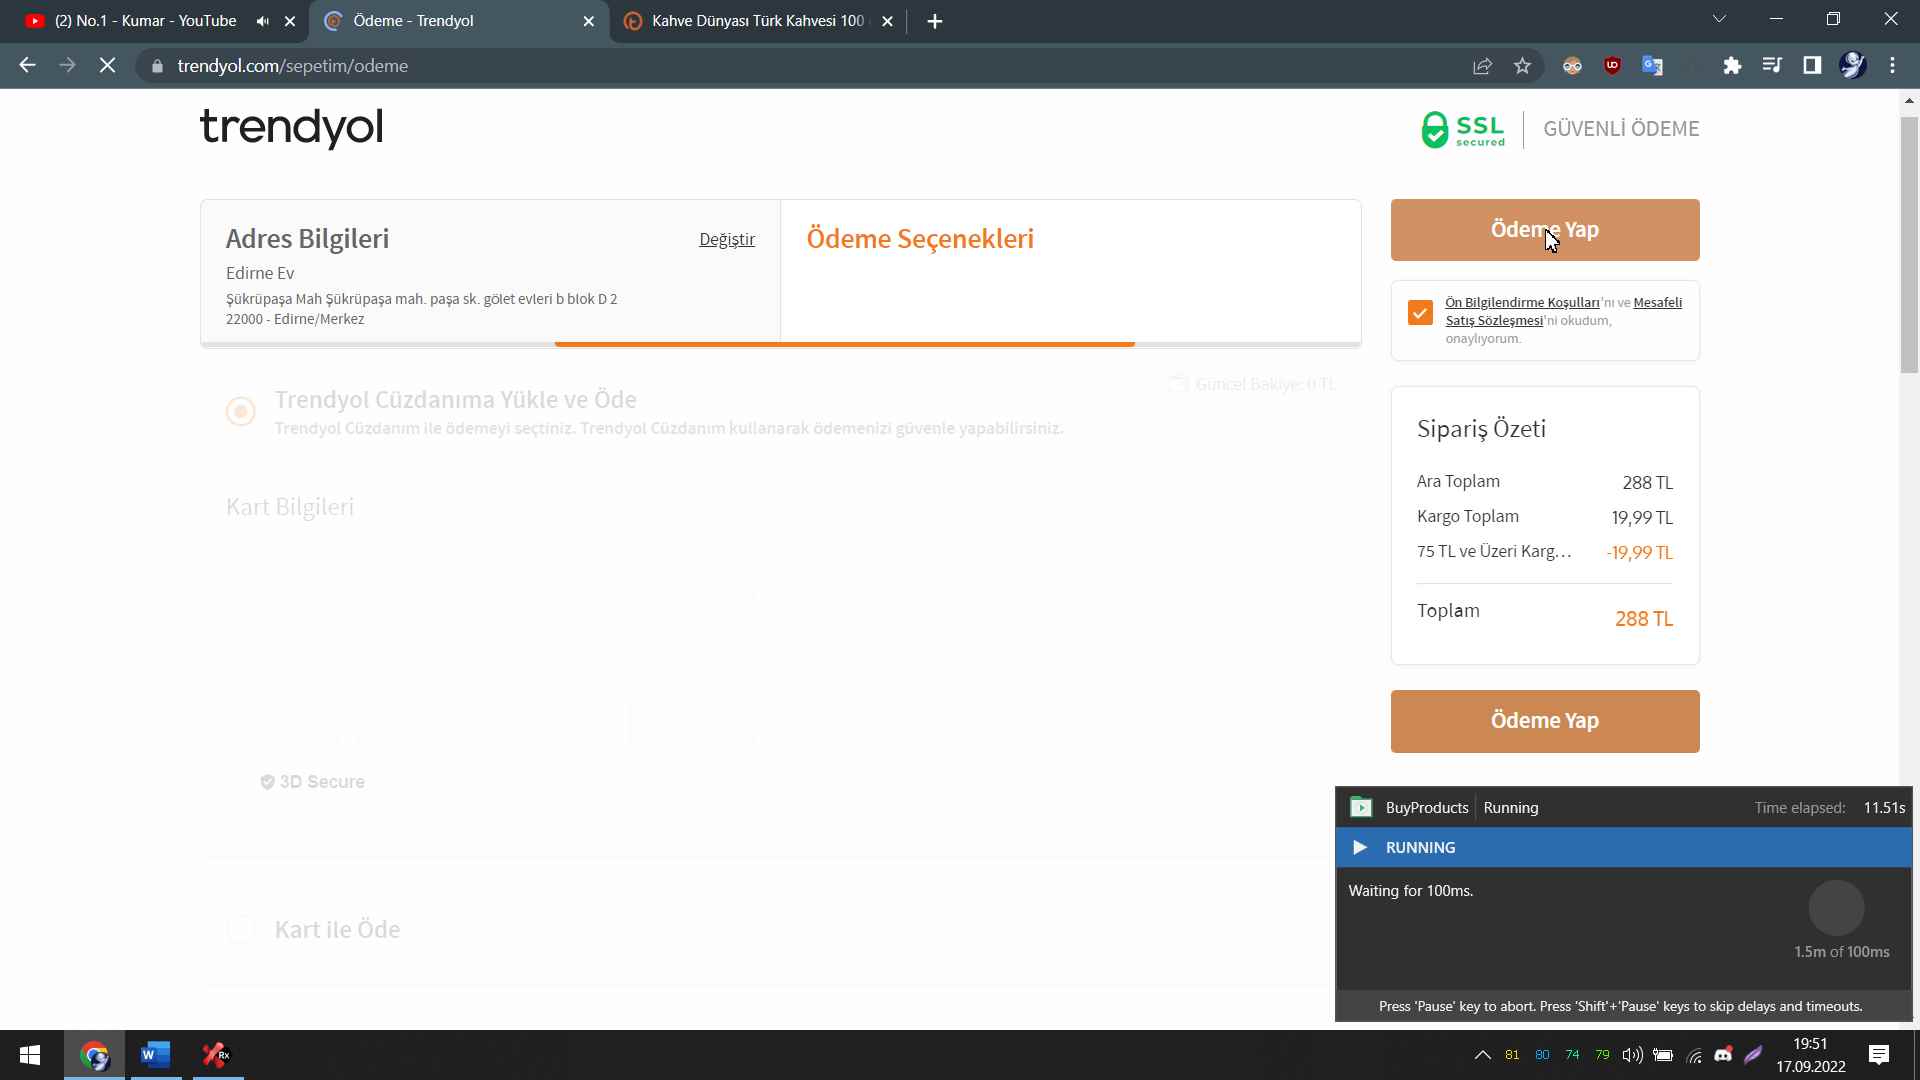 (2) No.1 - Kumar - YouTube
Ödeme - Trendyol
Kahve Dünyası Türk Kahvesi 100
trendyol.com/sepetim/odeme
trendyol
SSL
secured
GÜVENLİ ÖDEME
Adres Bilgileri
Değiştir
Edirne Ev
Şükrüpaşa Mah Şükrüpaşa mah. paşa sk. gölet evleri b blok D 2
22000 - Edirne/Merkez
Ödeme Seçenekleri
Ödeme Yap
Ön Bilgilendirme Koşulları'nı ve Mesafeli
Satış Sözleşmesi'ni okudum,
onaylıyorum.
Trendyol Cüzdanıma Yükle ve Öde
Güncel Bakiye: 0 TL
Trendyol Cüzdanım ile ödemeyi seçtiniz. Trendyol Cüzdanım kullanarak ödemenizi güvenle yapabilirsiniz.
Kart Bilgileri
3D Secure
Kart ile Öde
Sipariş Özeti
Ara Toplam 288 TL
Kargo Toplam 19,99 TL
75 TL ve Üzeri Karg... -19,99 TL
Toplam 288 TL
Ödeme Yap
BuyProducts Running Time elapsed: 11.51s
RUNNING
Waiting for 100ms.
1.5m of 100ms
Press 'Pause' key to abort. Press 'Shift'+'Pause' keys to skip delays and timeouts.
W
Rx
81 80 74 79
19:51
17.09.2022